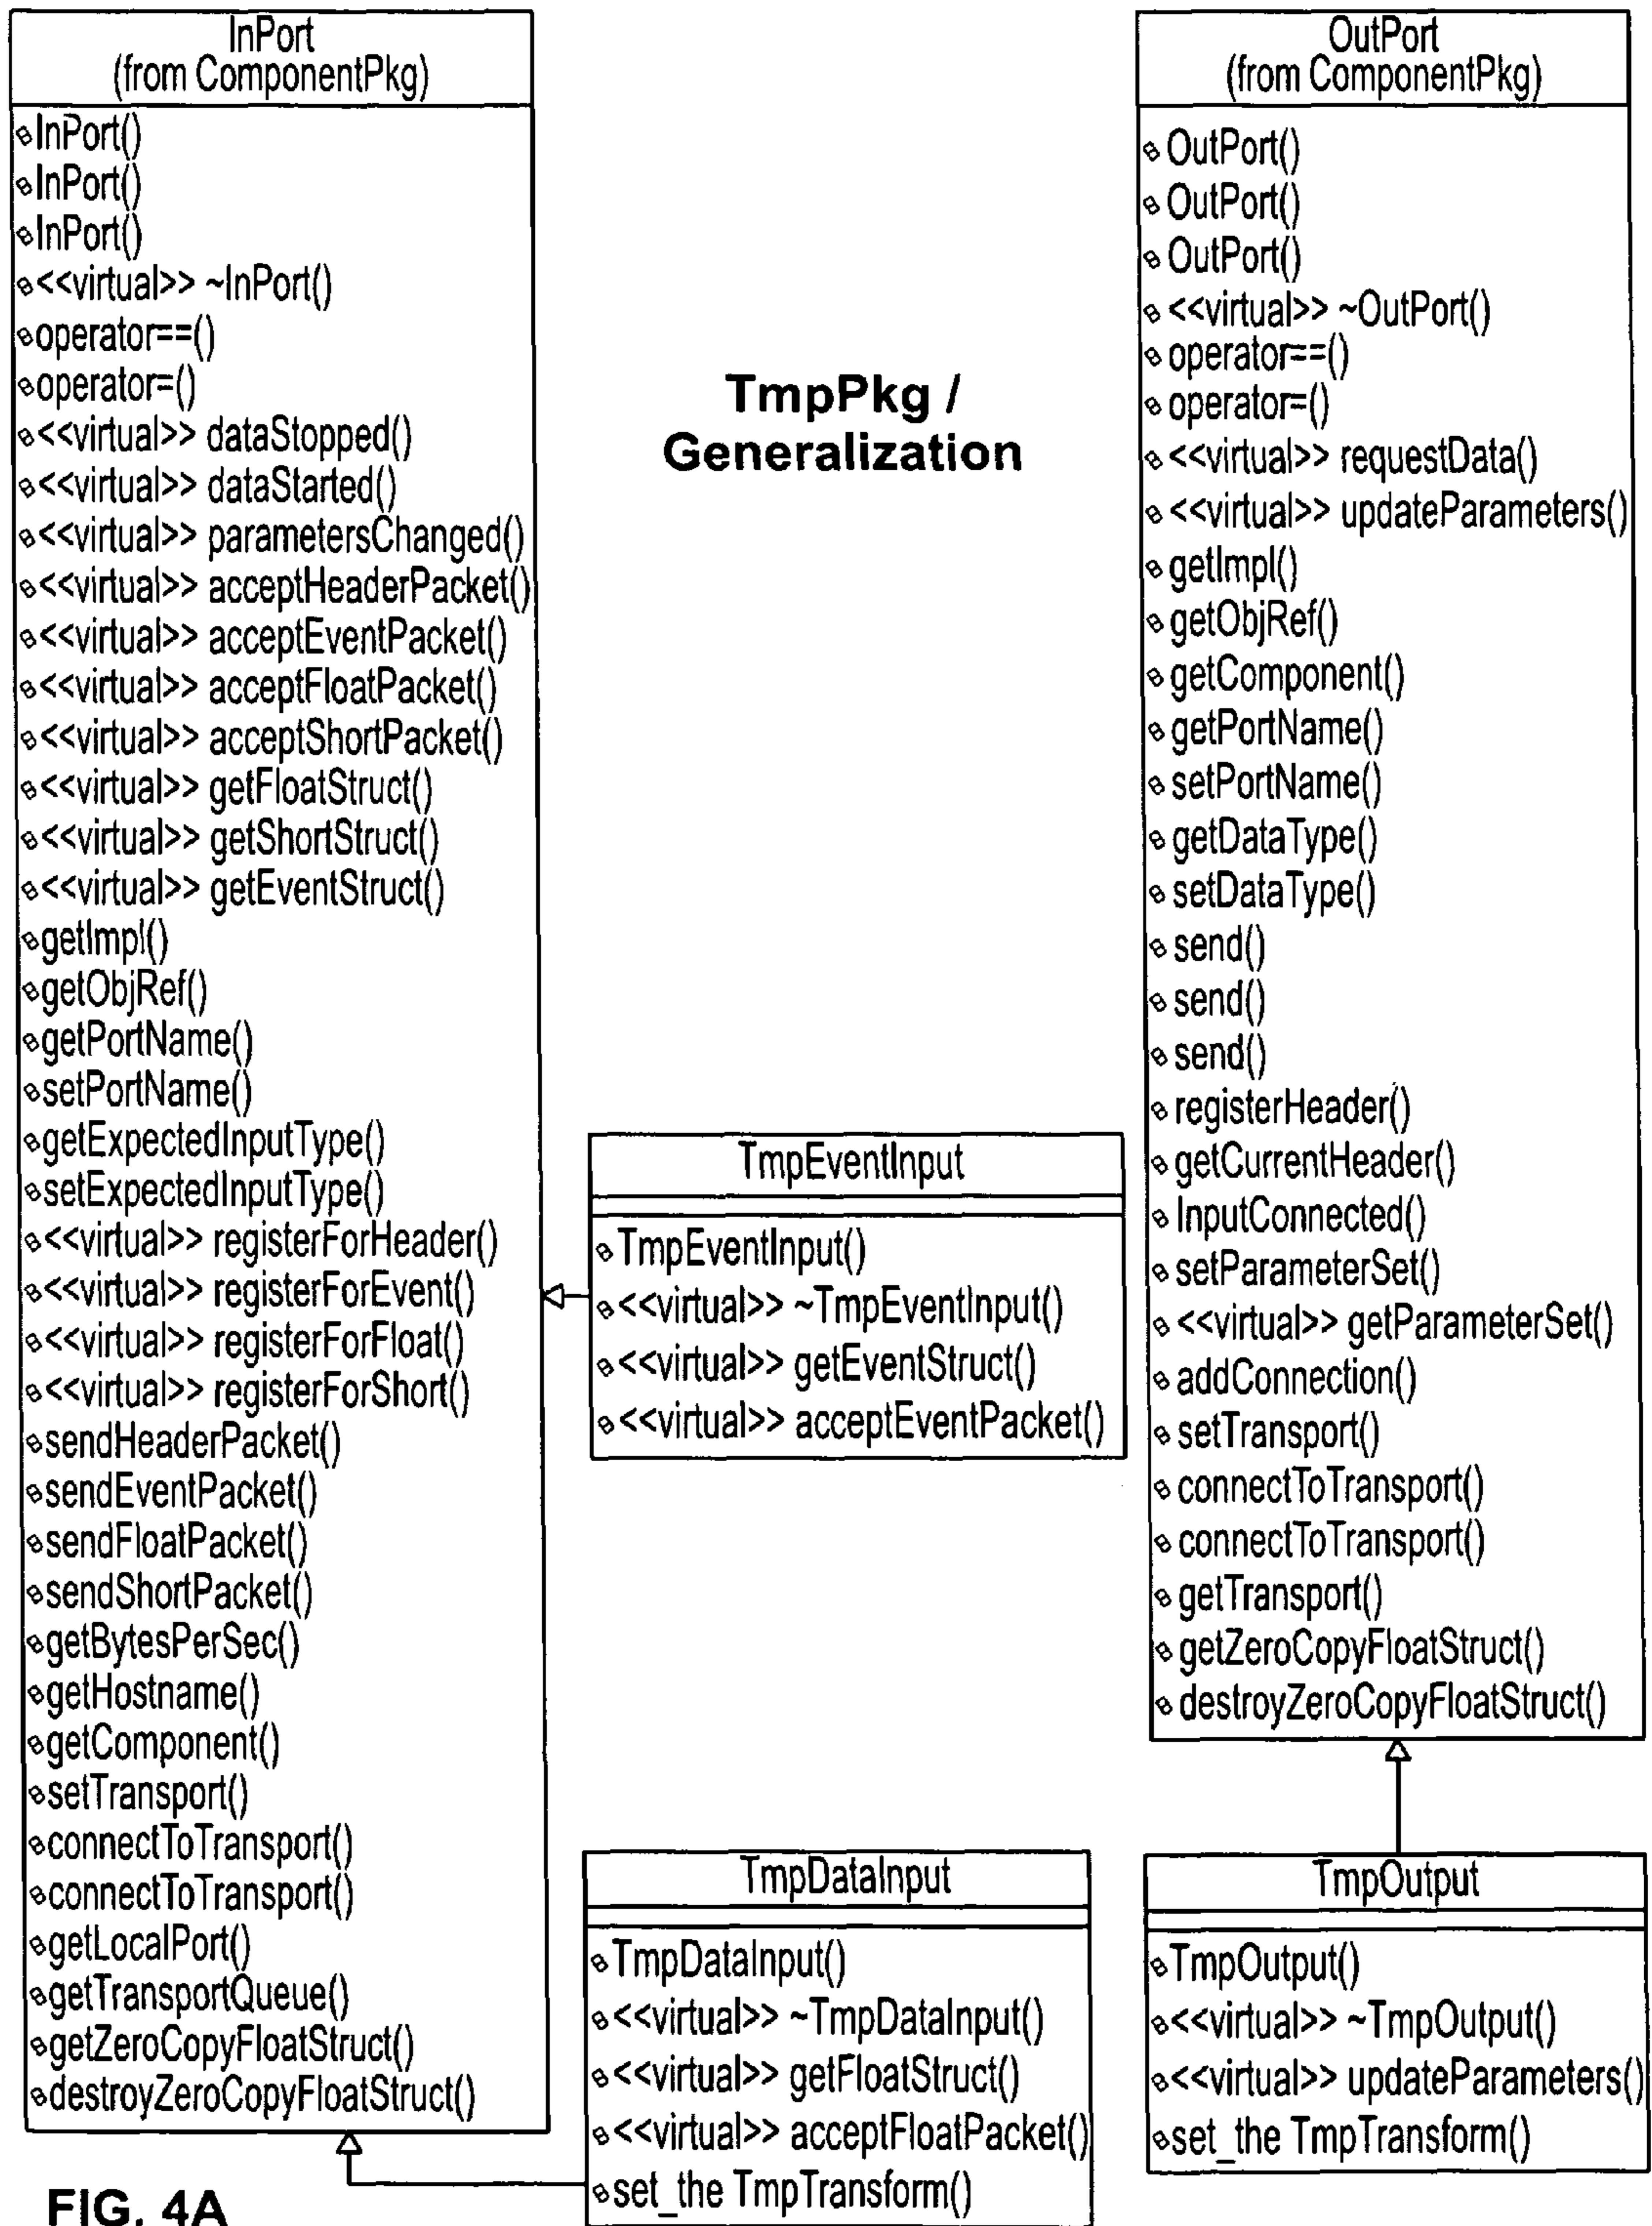 InPort
(from ComponentPkg)
InPort()
InPort()
InPort()
<<virtual>> ~InPort()
operator==()
operator=()
<<virtual>> dataStopped()
<<virtual>> dataStarted()
<<virtual>> parametersChanged()
<<virtual>> acceptHeaderPacket()
<<virtual>> acceptEventPacket()
<<virtual>> acceptFloatPacket()
<<virtual>> acceptShortPacket()
<<virtual>> getFloatStruct()
<<virtual>> getShortStruct()
<<virtual>> getEventStruct()
getImpl()
getObjRef()
getPortName()
setPortName()
getExpectedInputType()
setExpectedInputType()
<<virtual>> registerForHeader()
<<virtual>> registerForEvent()
<<virtual>> registerForFloat()
<<virtual>> registerForShort()
sendHeaderPacket()
sendEventPacket()
sendFloatPacket()
sendShortPacket()
getBytesPerSec()
getHostname()
getComponent()
setTransport()
connectToTransport()
connectToTransport()
getLocalPort()
getTransportQueue()
getZeroCopyFloatStruct()
destroyZeroCopyFloatStruct()
TmpPkg /
Generalization
TmpEventInput
TmpEventInput()
<<virtual>> ~TmpEventInput()
<<virtual>> getEventStruct()
<<virtual>> acceptEventPacket()
TmpDataInput
TmpDataInput()
<<virtual>> ~TmpDataInput()
<<virtual>> getFloatStruct()
<<virtual>> acceptFloatPacket()
set_the TmpTransform()
OutPort
(from ComponentPkg)
OutPort()
OutPort()
OutPort()
<<virtual>> ~OutPort()
operator==()
operator=()
<<virtual>> requestData()
<<virtual>> updateParameters()
getImpl()
getObjRef()
getComponent()
getPortName()
setPortName()
getDataType()
setDataType()
send()
send()
send()
registerHeader()
getCurrentHeader()
InputConnected()
setParameterSet()
<<virtual>> getParameterSet()
addConnection()
setTransport()
connectToTransport()
connectToTransport()
getTransport()
getZeroCopyFloatStruct()
destroyZeroCopyFloatStruct()
TmpOutput
TmpOutput()
<<virtual>> ~TmpOutput()
<<virtual>> updateParameters()
set_the TmpTransform()
FIG. 4A